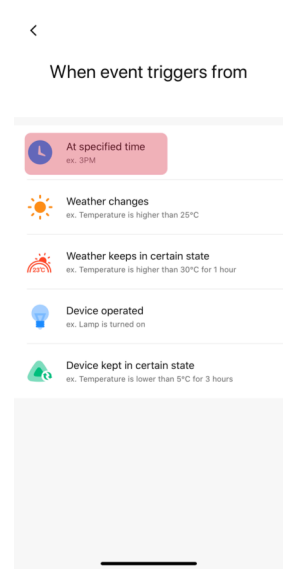 When event triggers from
At specified time
ex. 3PM
Weather changes
ex. Temperature is higher than 25°C
23°C
Weather keeps in certain state
ex. Temperature is higher than 30°C for 1 hour
Device operated
ex. Lamp is turned on
Device kept in certain state
ex. Temperature is lower than 5°C for 3 hours